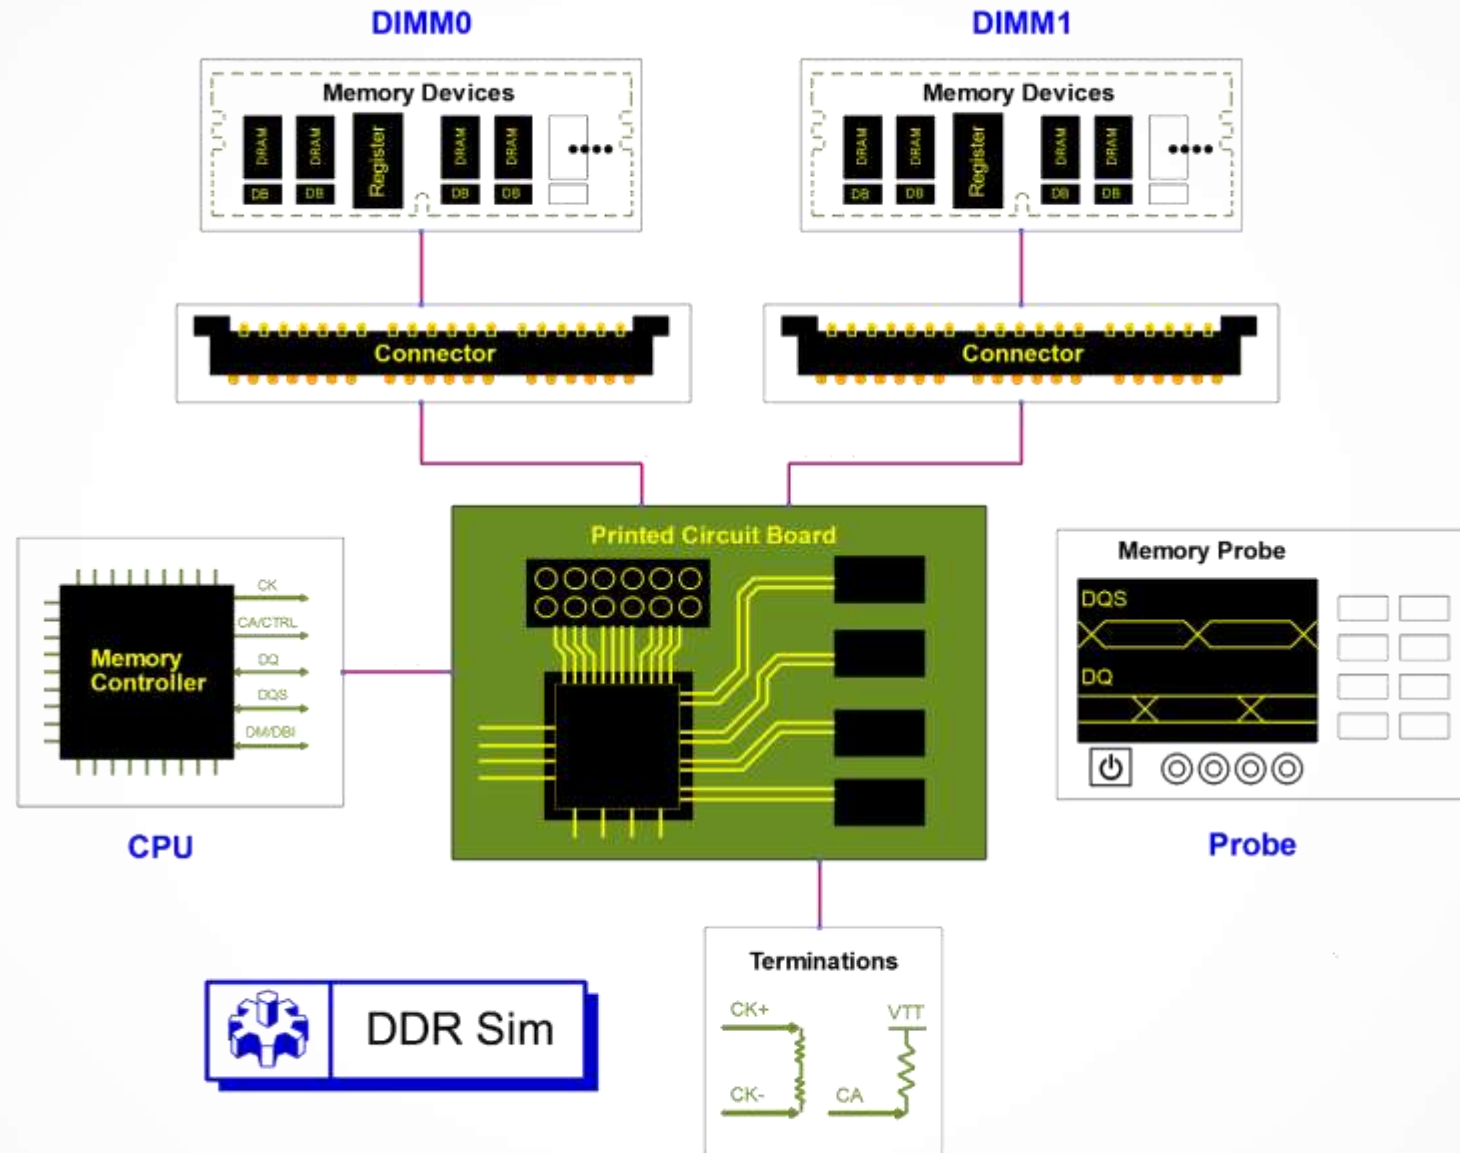 DIMM0
DIMM1
Memory Devices
DRAM
DRAM
Register
DRAM
DRAM
DB
DB
DB
DB
Memory Devices
DRAM
DRAM
Register
DRAM
DRAM
DB
DB
DB
DB
Connector
Connector
Printed Circuit Board
Memory
Controller
CK
CA/CTRL
DQ
DQS
DM/DBI
CPU
Memory Probe
DQS
DQ
Probe
Terminations
CK+
CK-
VTT
CA
DDR Sim